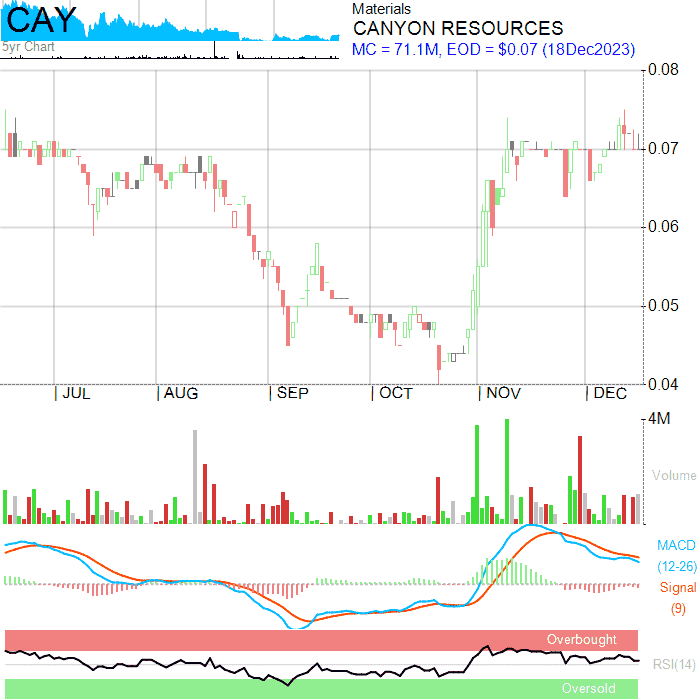 CAY
5yr Chart
Materials
CANYON RESOURCES
MC = 71.1M, EOD = $0.07 (18Dec2023)
0.08
0.07
0.06
0.05
0.04
JUL AUG SEP OCT NOV DEC
4M
Volume
MACD
(12-26)
Signal
(9)
Overbought
RSI(14)
Oversold